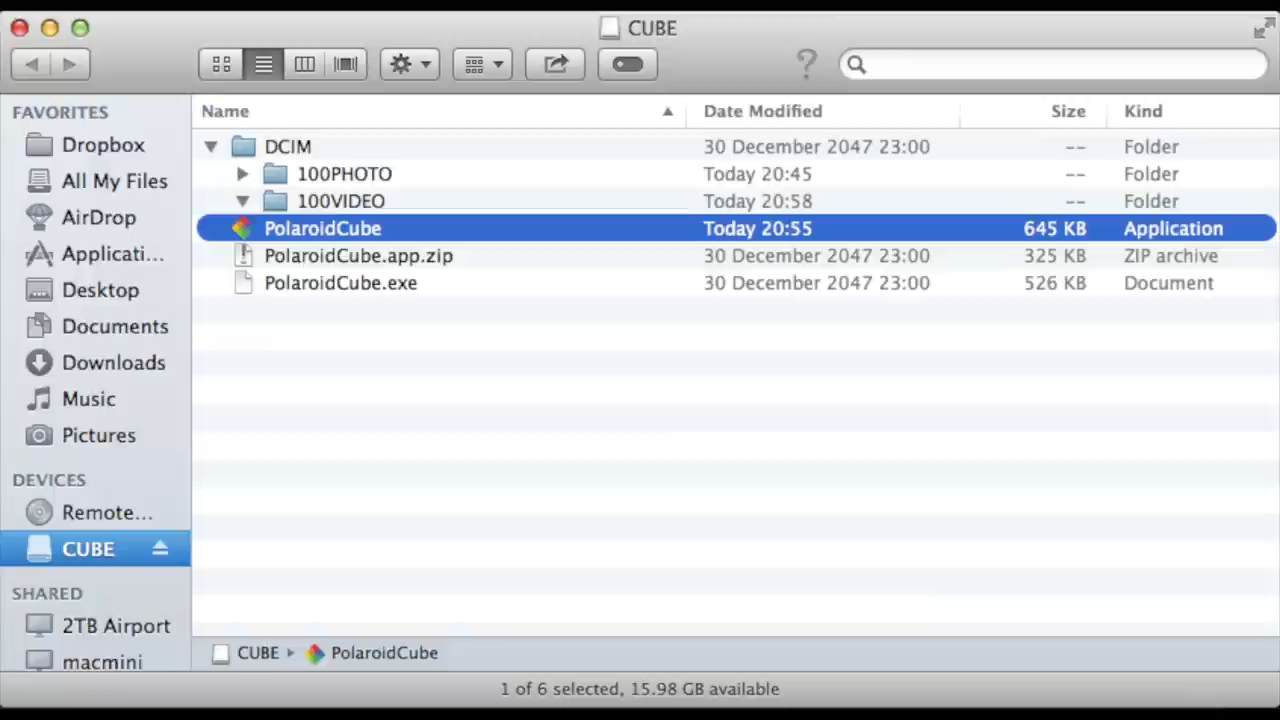 CUBE
FAVORITES
Dropbox
All My Files
AirDrop
Applicati...
Desktop
Documents
Downloads
Music
Pictures
DEVICES
Remote...
CUBE
SHARED
2TB Airport
macmini
Name Date Modified Size Kind
DCIM 30 December 2047 23:00 -- Folder
100PHOTO Today 20:45 -- Folder
100VIDEO Today 20:58 -- Folder
PolaroidCube Today 20:55 645 KB Application
PolaroidCube.app.zip 30 December 2047 23:00 325 KB ZIP archive
PolaroidCube.exe 30 December 2047 23:00 526 KB Document
CUBE PolaroidCube
1 of 6 selected, 15.98 GB available